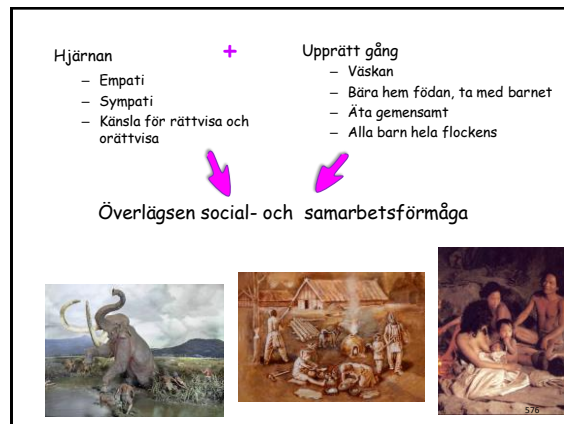 Hjärnan
– Empati
– Sympati
– Känsla för rättvisa och
orättvisa
+
Upprätt gång
– Väskan
– Bära hem födan, ta med barnet
– Äta gemensamt
– Alla barn hela flockens
Överlägsen social- och samarbetsförmåga
576